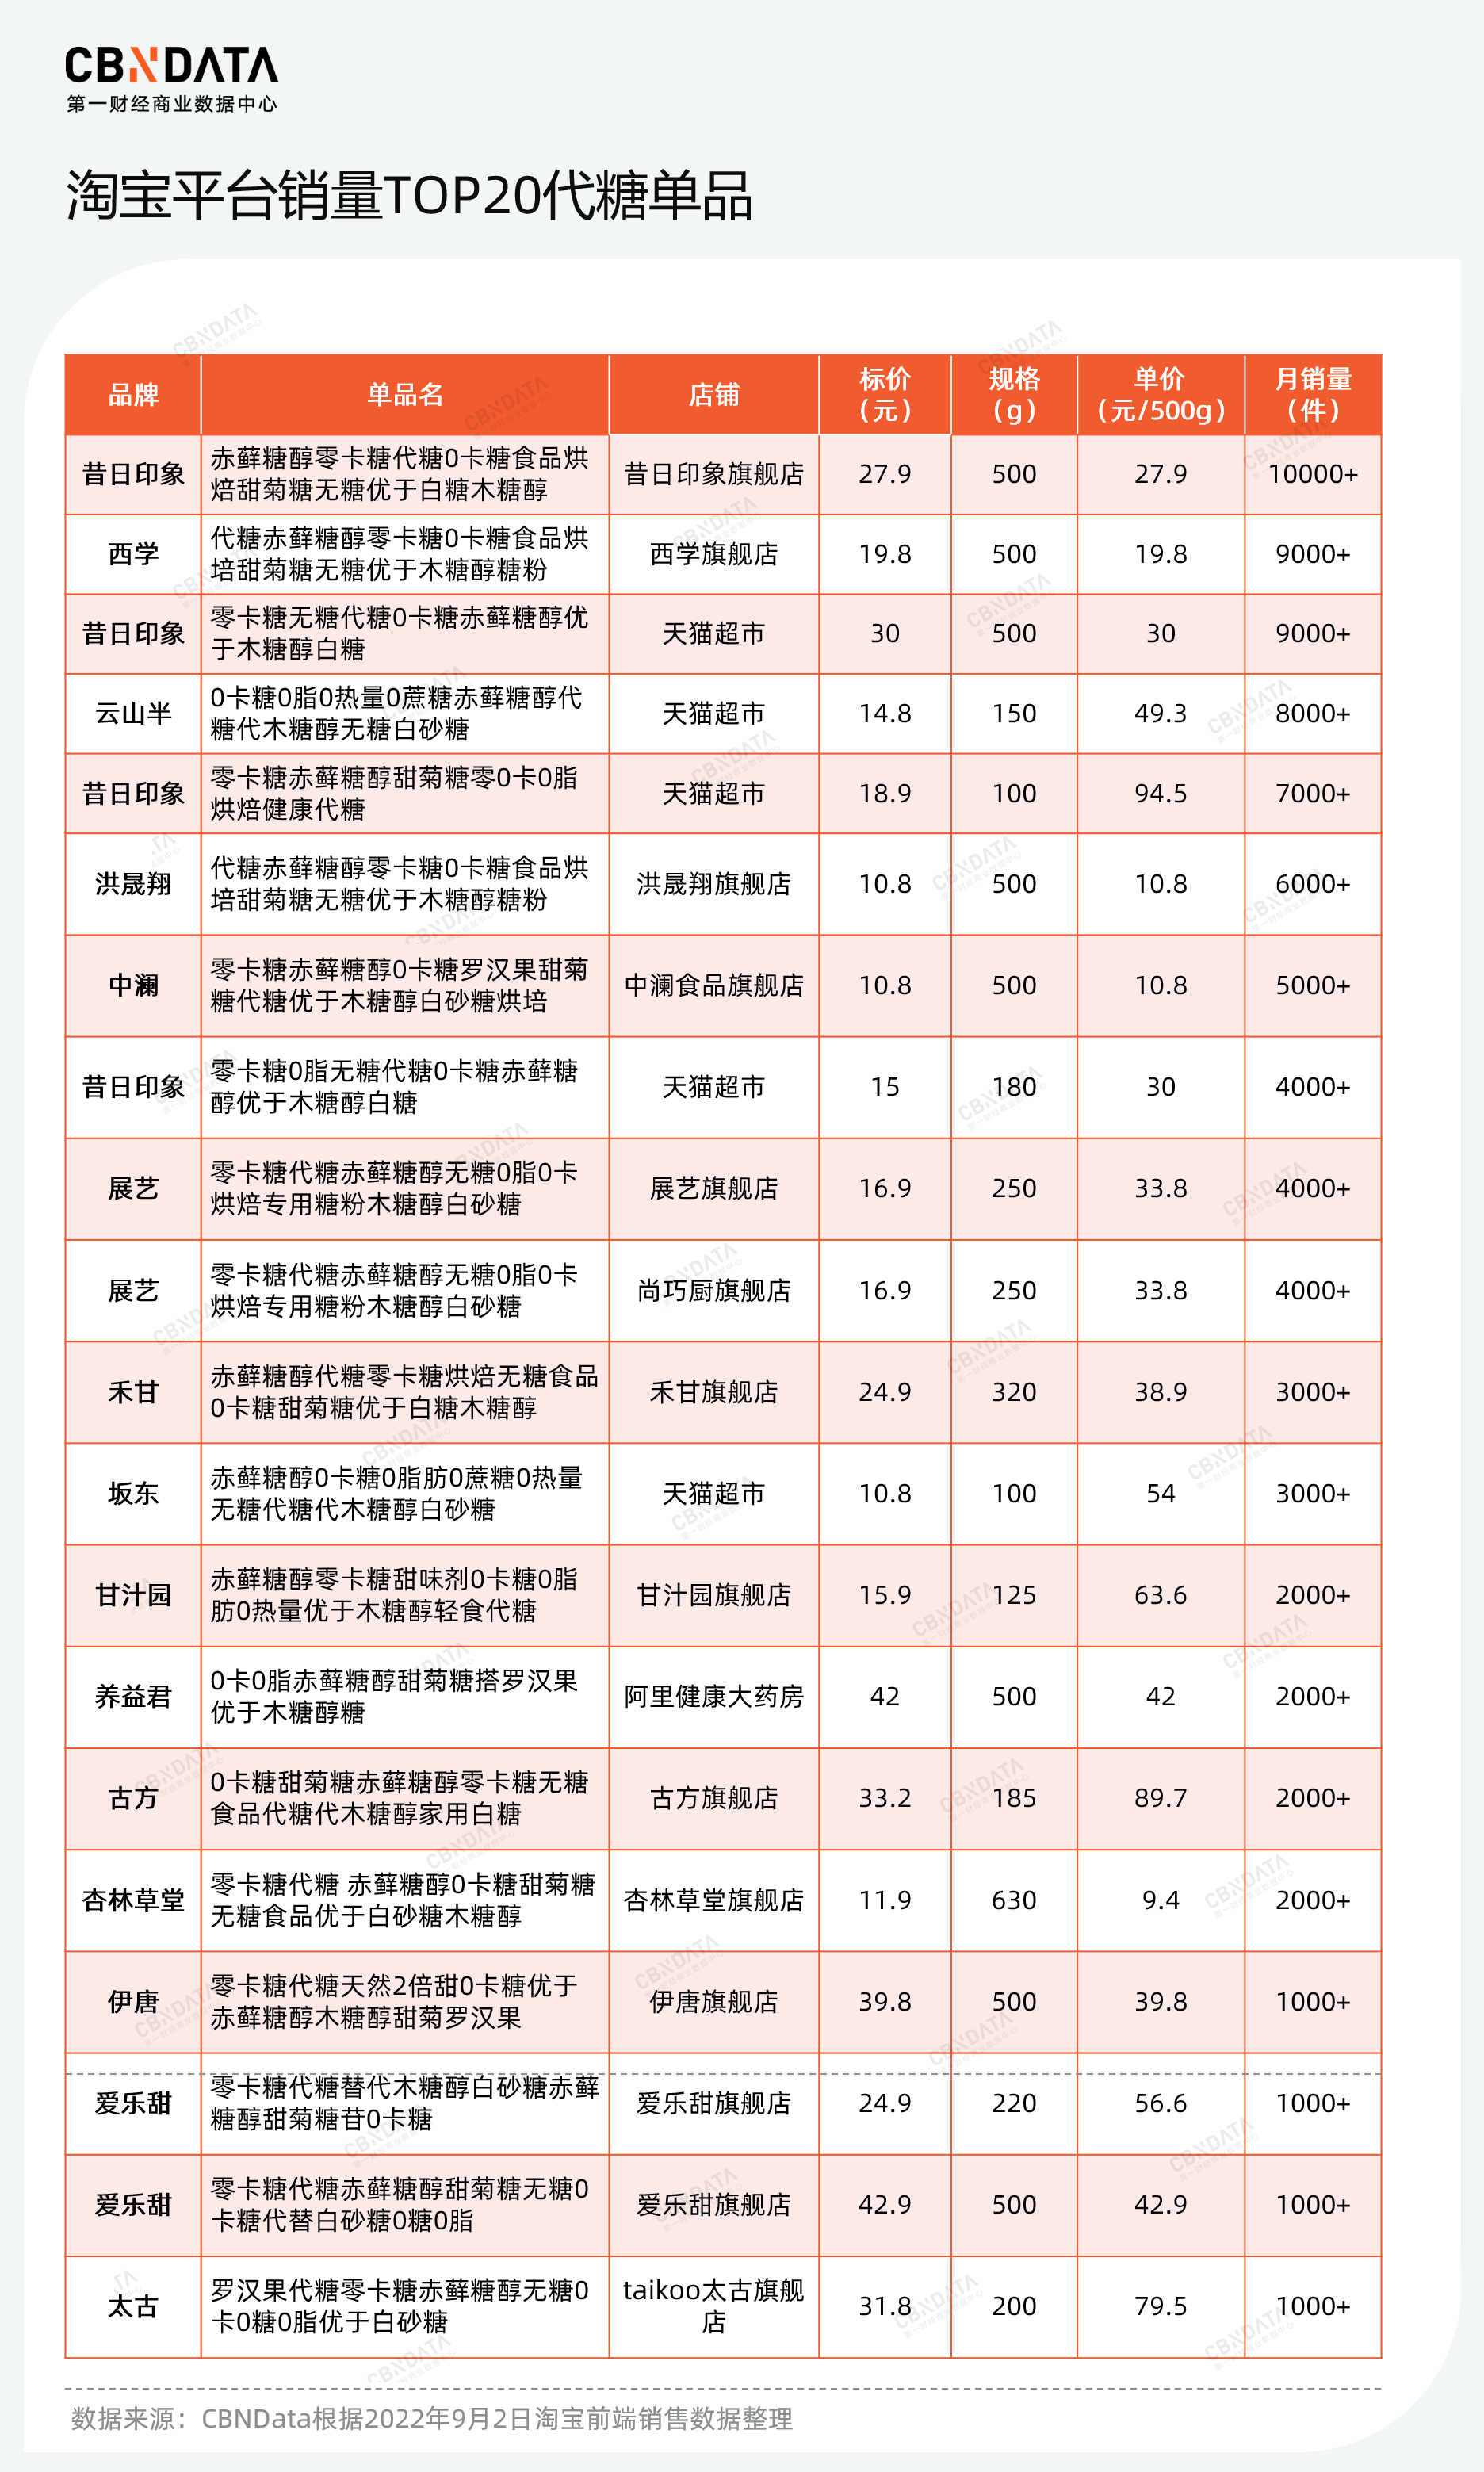 CBNDATA
第一财经商业数据中心
淘宝平台销量TOP20代糖单品
品牌 单品名 店铺 标价（元） 规格（g） 单价（元/500g） 月销量（件）
昔日印象 赤藓糖醇零卡糖代糖0卡糖食品烘 昔日印象旗舰店 27.9 500 27.9 10000+
焙甜菊糖无糖优于白糖木糖醇
西学 代糖赤藓糖醇零卡糖0卡糖食品烘 西学旗舰店 19.8 500 19.8 9000+
培甜菊糖无糖优于木糖醇糖粉
昔日印象 零卡糖无糖代糖0卡糖赤藓糖醇优 天猫超市 30 500 30 9000+
于木糖醇白糖
云山半 0卡糖0脂0热量0蔗糖赤藓糖醇代 天猫超市 14.8 150 49.3 8000+
糖代木糖醇无糖白砂糖
昔日印象 零卡糖赤藓糖醇甜菊糖零0卡0脂 天猫超市 18.9 100 94.5 7000+
烘焙健康代糖
洪晟翔 代糖赤藓糖醇零卡糖0卡糖食品烘 洪晟翔旗舰店 10.8 500 10.8 6000+
培甜菊糖无糖优于木糖醇糖粉
中澜 零卡糖赤藓糖醇0卡糖罗汉果甜菊 中澜食品旗舰店 10.8 500 10.8 5000+
糖代糖优于木糖醇白砂糖烘培
昔日印象 零卡糖0脂无糖代糖0卡糖赤藓糖 天猫超市 15 180 30 4000+
醇优于木糖醇白糖
展艺 零卡糖代糖赤藓糖醇无糖0脂0卡 展艺旗舰店 16.9 250 33.8 4000+
烘焙专用糖粉木糖醇白砂糖
展艺 零卡糖代糖赤藓糖醇无糖0脂0卡 尚巧厨旗舰店 16.9 250 33.8 4000+
烘焙专用糖粉木糖醇白砂糖
禾甘 赤藓糖醇代糖零卡糖烘焙无糖食品 禾甘旗舰店 24.9 320 38.9 3000+
0卡糖甜菊糖优于白糖木糖醇
坂东 赤藓糖醇0卡糖0脂肪0蔗糖0热量 天猫超市 10.8 100 54 3000+
无糖代糖代木糖醇白砂糖
甘汁园 赤藓糖醇零卡糖甜味剂0卡糖0脂 甘汁园旗舰店 15.9 125 63.6 2000+
肪0热量优于木糖醇轻食代糖
养益君 0卡0脂赤藓糖醇甜菊糖搭罗汉果 阿里健康大药房 42 500 42 2000+
优于木糖醇糖
古方 0卡糖甜菊糖赤藓糖醇零卡糖无糖 古方旗舰店 33.2 185 89.7 2000+
食品代糖代木糖醇家用白糖
杏林草堂 零卡糖代糖 赤藓糖醇0卡糖甜菊糖 杏林草堂旗舰店 11.9 630 9.4 2000+
无糖食品优于白砂糖木糖醇
伊唐 零卡糖代糖天然2倍甜0卡糖优于 伊唐旗舰店 39.8 500 39.8 1000+
赤藓糖醇木糖醇甜菊罗汉果
爱乐甜 零卡糖代糖替代木糖醇白砂糖赤藓 爱乐甜旗舰店 24.9 220 56.6 1000+
糖醇甜菊糖苷0卡糖
爱乐甜 零卡糖代糖赤藓糖醇甜菊糖无糖0 爱乐甜旗舰店 42.9 500 42.9 1000+
卡糖代替白砂糖0糖0脂
太古 罗汉果代糖零卡糖赤藓糖醇无糖0 taikoo太古旗舰店 31.8 200 79.5 1000+
卡0糖0脂优于白砂糖
数据来源：CBNData根据2022年9月2日淘宝前端销售数据整理